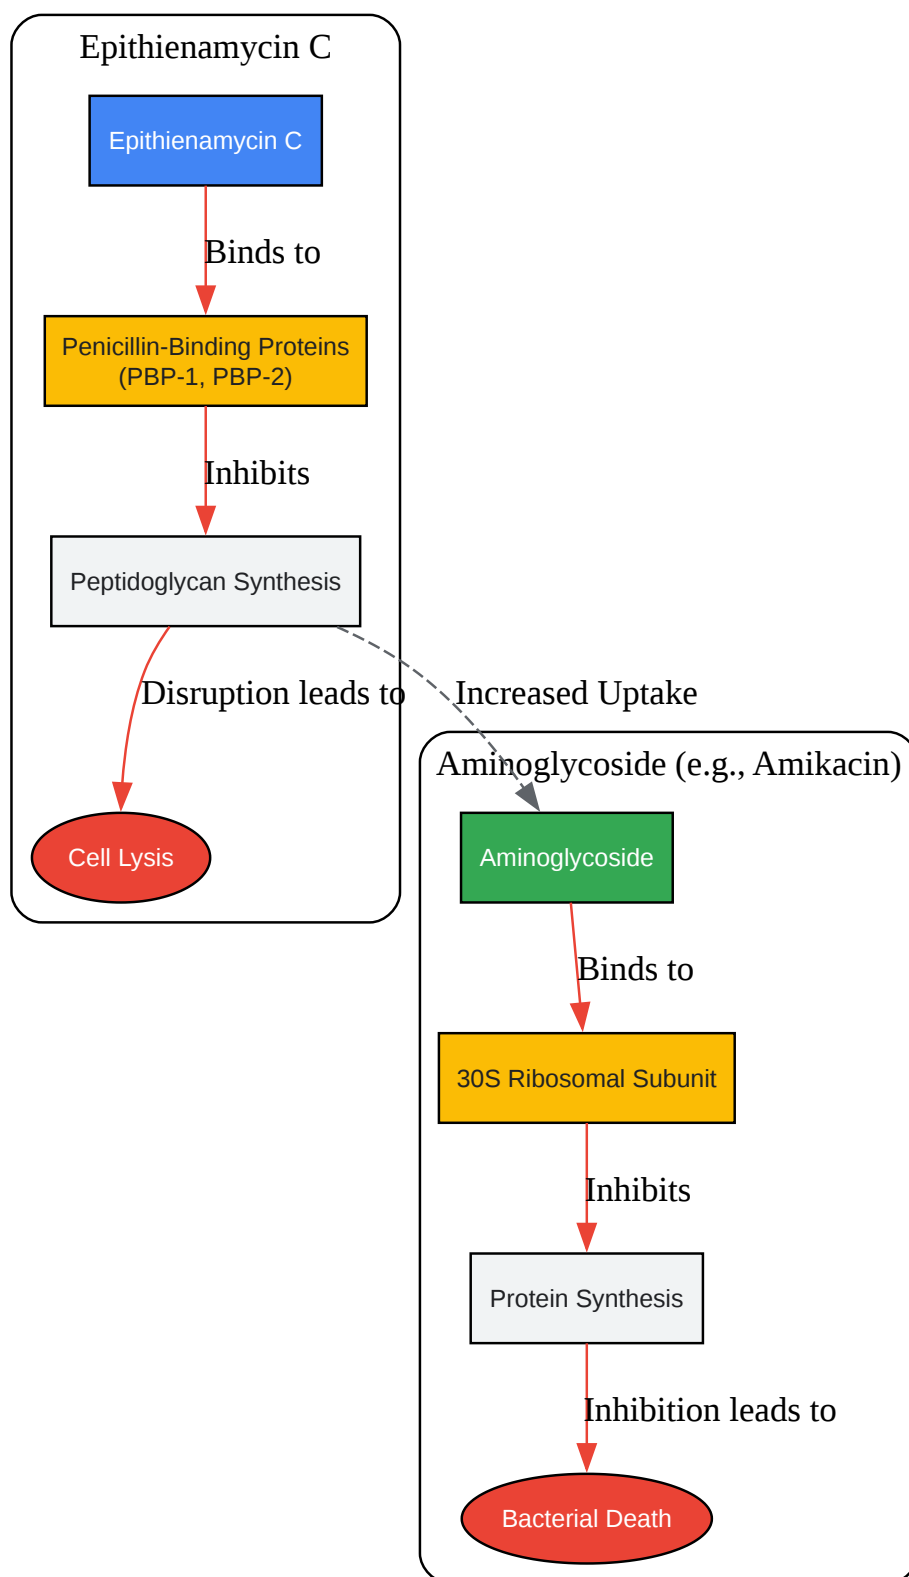 Epithienamycin C
Epithienamycin C
Binds to
Penicillin-Binding Proteins
(PBP-1, PBP-2)
Inhibits
Peptidoglycan Synthesis
Disruption leads to
Increased Uptake
Cell Lysis
Aminoglycoside (e.g., Amikacin)
Aminoglycoside
Binds to
30S Ribosomal Subunit
Inhibits
Protein Synthesis
Inhibition leads to
Bacterial Death